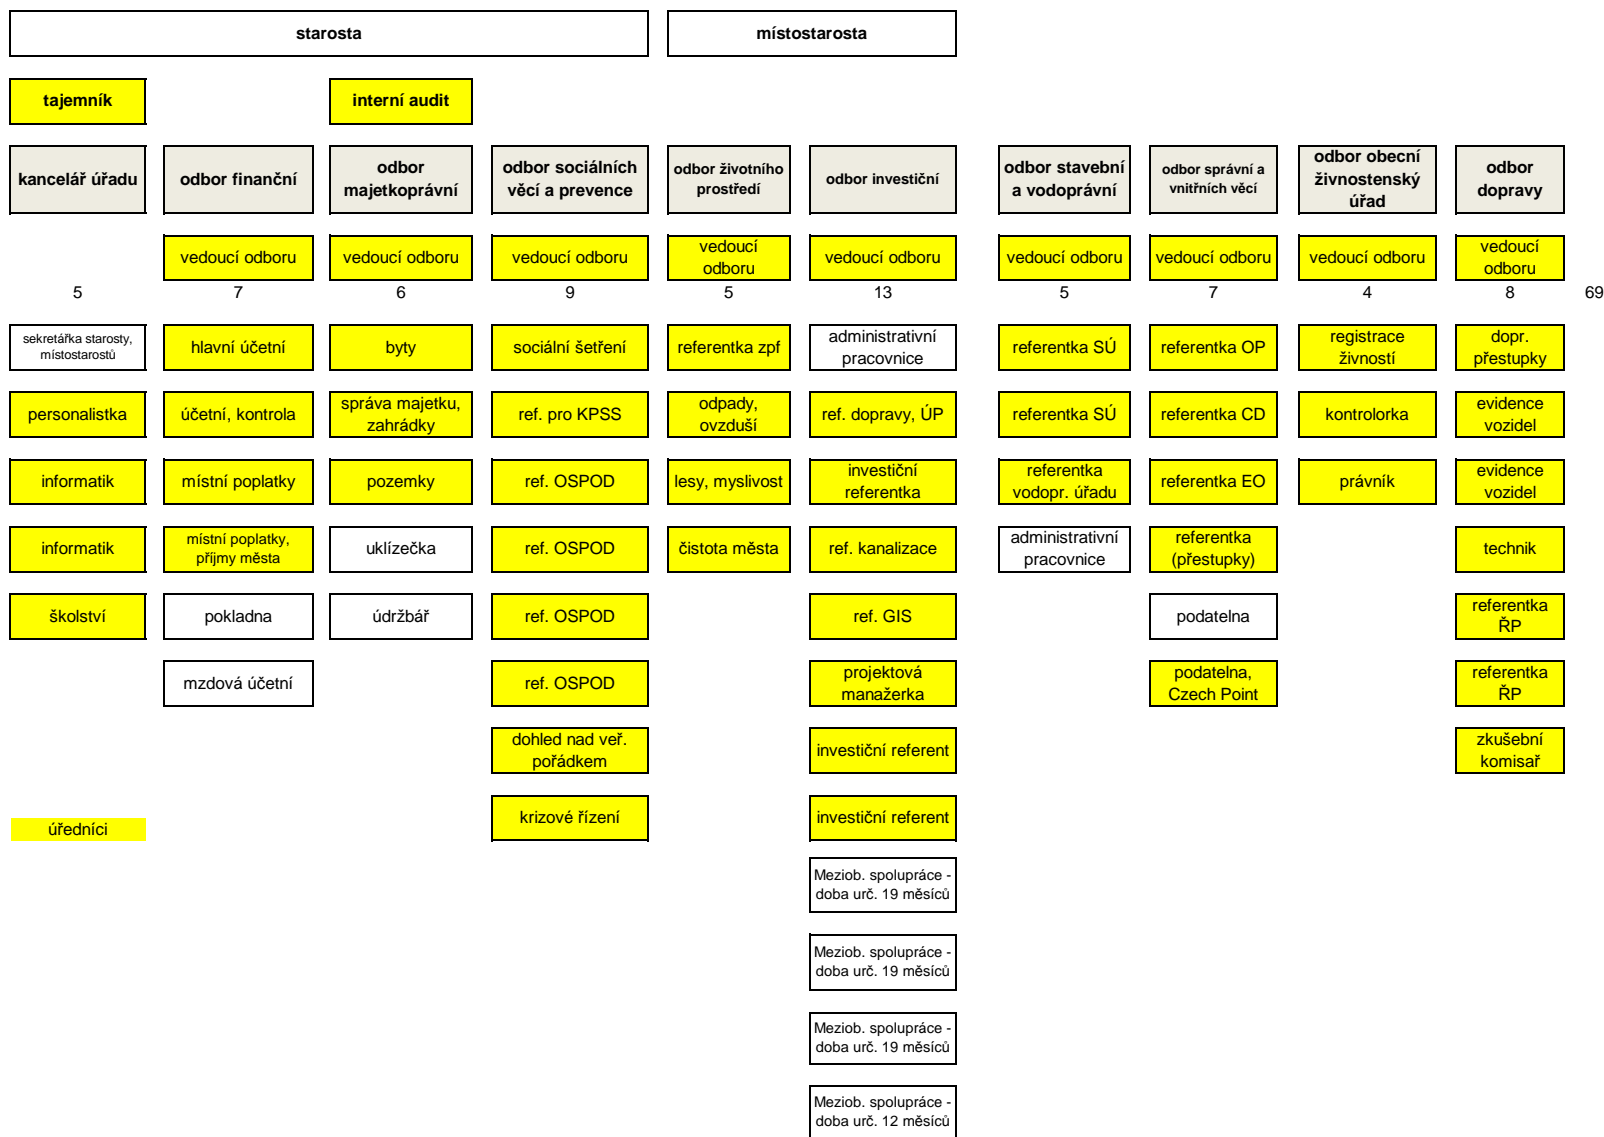 starosta
místostarosta
tajemník
interní audit
kancelář úřadu
odbor finanční
odbor
majetkoprávní
odbor sociálních
věcí a prevence
odbor životního
prostředí
odbor investiční
odbor stavební
a vodoprávní
odbor správní a
vnitřních věcí
odbor obecní
živnostenský
úřad
odbor
dopravy
vedoucí odboru
vedoucí odboru
vedoucí odboru
vedoucí
odboru
vedoucí odboru
vedoucí odboru
vedoucí odboru
vedoucí odboru
vedoucí
odboru
5
7
6
9
5
13
5
7
4
8
69
sekretářka starosty,
místostarostů
hlavní účetní
byty
sociální šetření
referentka zpf
administrativní
pracovnice
referentka SÚ
referentka OP
registrace
živností
dopr.
přestupky
personalistka
účetní, kontrola
správa majetku,
zahrádky
ref. pro KPSS
odpady,
ovzduší
ref. dopravy, ÚP
referentka SÚ
referentka CD
kontrolorka
evidence
vozidel
informatik
místní poplatky
pozemky
ref. OSPOD
lesy, myslivost
investiční
referentka
referentka
vodopr. úřadu
referentka EO
právník
evidence
vozidel
informatik
místní poplatky,
příjmy města
uklízečka
ref. OSPOD
čistota města
ref. kanalizace
administrativní
pracovnice
referentka
(přestupky)
technik
školství
pokladna
údržbář
ref. OSPOD
ref. GIS
podatelna
referentka
ŘP
mzdová účetní
ref. OSPOD
projektová
manažerka
podatelna,
Czech Point
referentka
ŘP
dohled nad veř.
pořádkem
investiční referent
zkušební
komisař
krizové řízení
investiční referent
úředníci
Meziob. spolupráce -
doba urč. 19 měsíců
Meziob. spolupráce -
doba urč. 19 měsíců
Meziob. spolupráce -
doba urč. 19 měsíců
Meziob. spolupráce -
doba urč. 12 měsíců